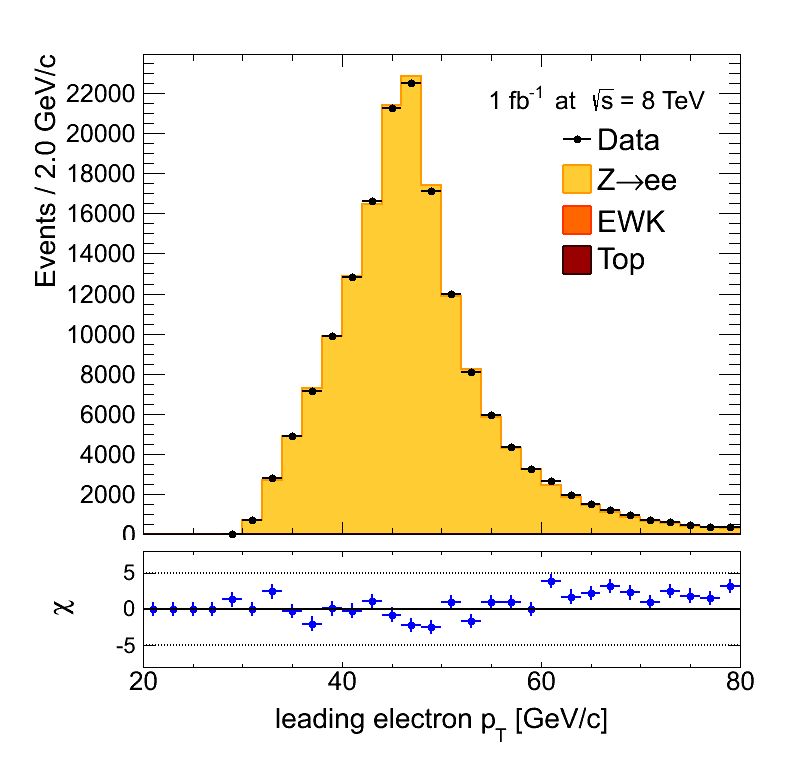 Events / 2.0 GeV/c
22000
20000
18000
16000
14000
12000
10000
8000
6000
4000
2000
0
1 fb⁻¹ at √s = 8 TeV
Data
Z→ee
EWK
Top
χ
5
0
-5
20 40 60 80
leading electron p_T [GeV/c]